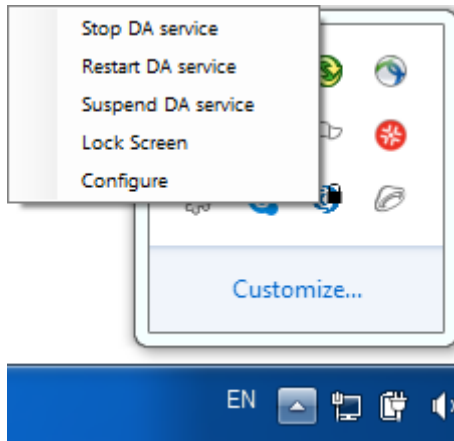 Stop DA service
Restart DA service
Suspend DA service
Lock Screen
Configure
Customize...
EN